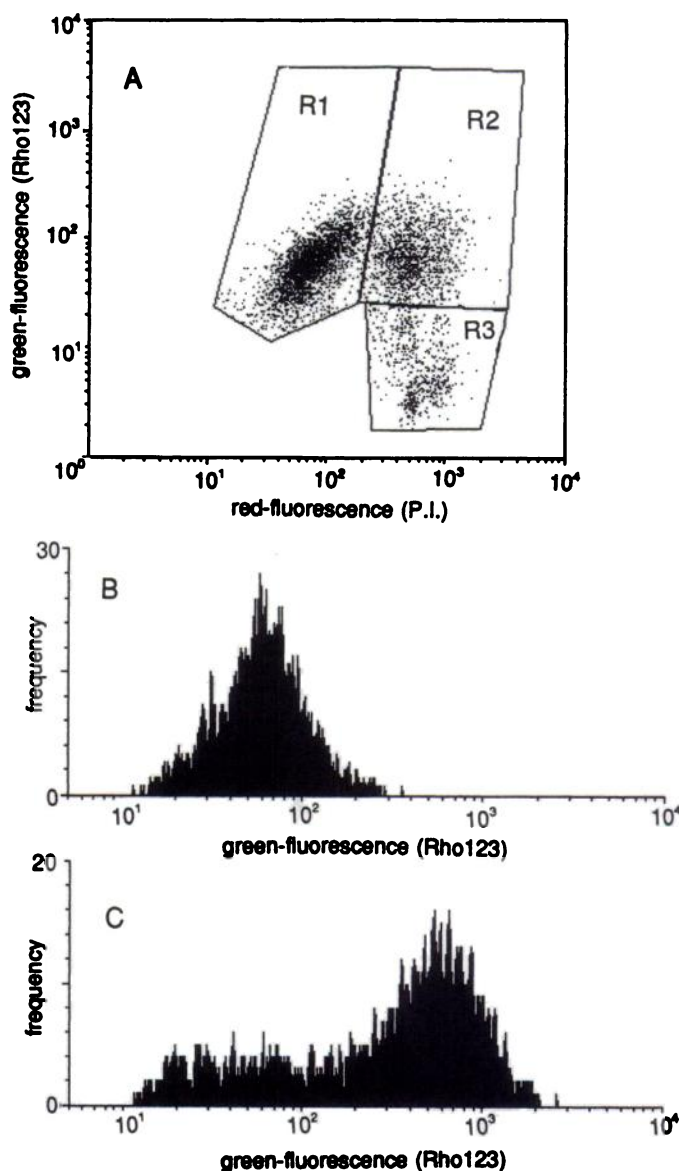 10⁴
A
R1
R2
10³
10²
R3
10¹
10⁰
10¹
10²
10³
10⁴
green-fluorescence (Rho123)
red-fluorescence (P.I.)
30
B
frequency
0
10¹
10²
10³
10⁴
green-fluorescence (Rho123)
20
C
frequency
0
10¹
10²
10³
10⁴
green-fluorescence (Rho123)